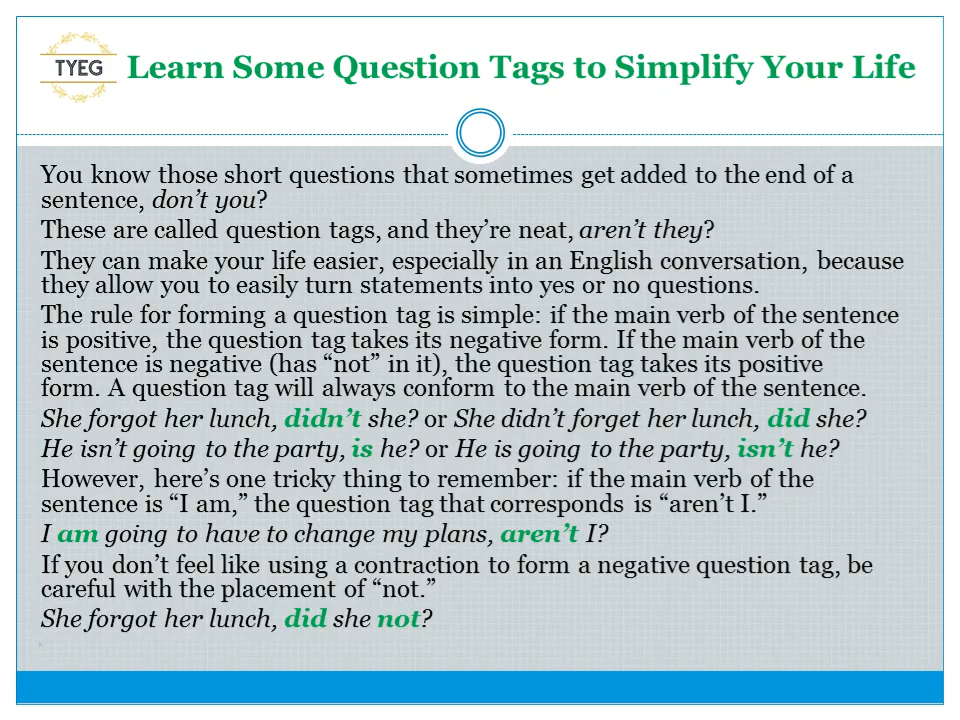 TYEG
Learn Some Question Tags to Simplify Your Life
You know those short questions that sometimes get added to the end of a
sentence, don’t you?
These are called question tags, and they’re neat, aren’t they?
They can make your life easier, especially in an English conversation, because
they allow you to easily turn statements into yes or no questions.
The rule for forming a question tag is simple: if the main verb of the sentence
is positive, the question tag takes its negative form. If the main verb of the
sentence is negative (has “not” in it), the question tag takes its positive
form. A question tag will always conform to the main verb of the sentence.
She forgot her lunch, didn’t she? or She didn’t forget her lunch, did she?
He isn’t going to the party, is he? or He is going to the party, isn’t he?
However, here’s one tricky thing to remember: if the main verb of the
sentence is “I am,” the question tag that corresponds is “aren’t I.”
I am going to have to change my plans, aren’t I?
If you don’t feel like using a contraction to form a negative question tag, be
careful with the placement of “not.”
She forgot her lunch, did she not?